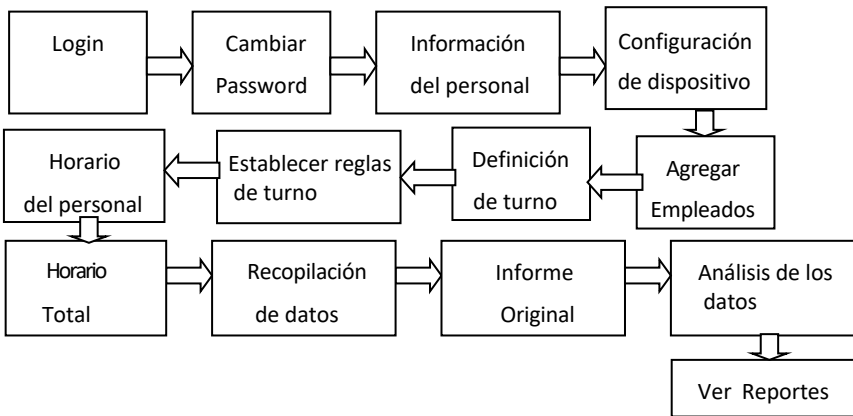 Login
Cambiar
Password
Información
del personal
Configuración
de dispositivo
Horario
del personal
Establecer reglas
de turno
Definición
de turno
Agregar
Empleados
Horario
Total
Recopilación
de datos
Informe
Original
Análisis de los
datos
Ver Reportes